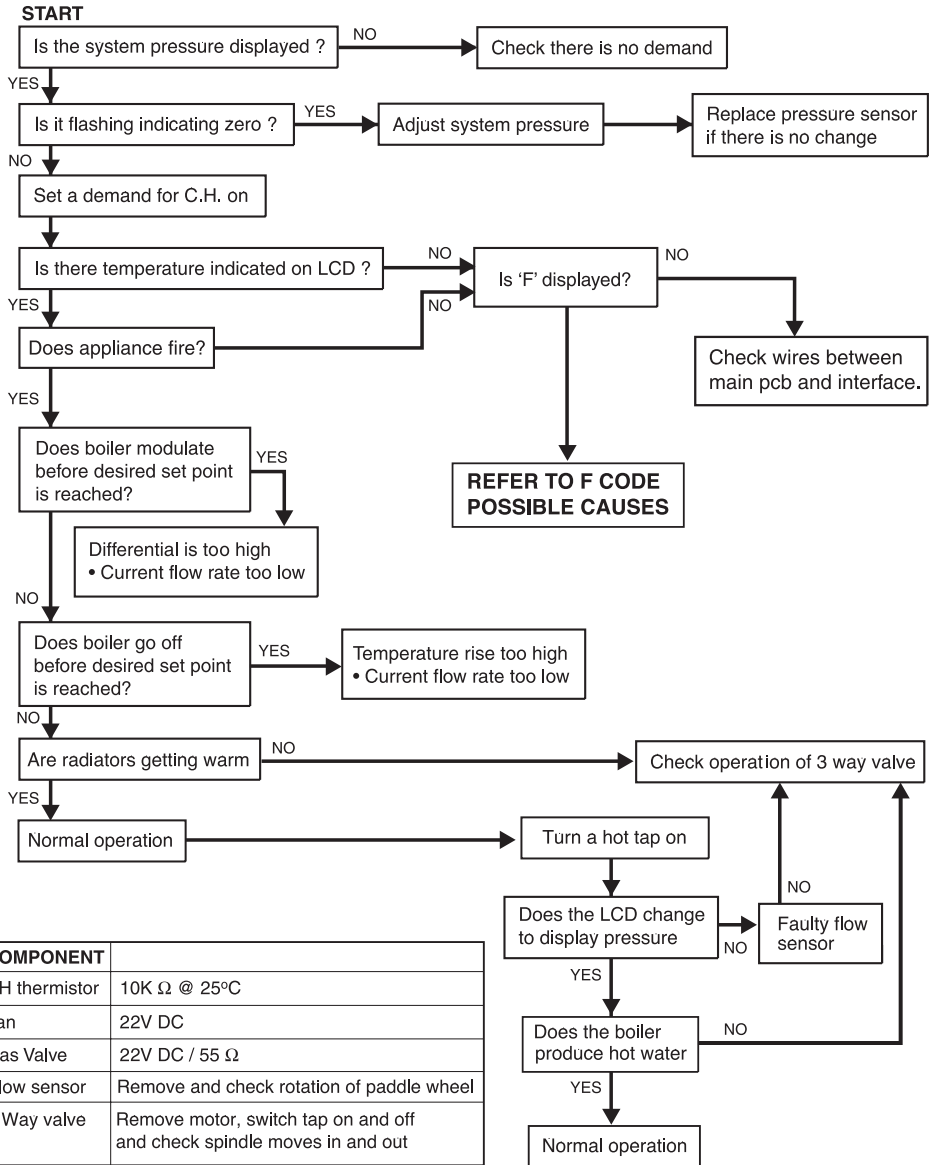 START
Is the system pressure displayed ?
NO
Check there is no demand
YES
Is it flashing indicating zero ?
YES
Adjust system pressure
Replace pressure sensor
if there is no change
NO
Set a demand for C.H. on
Is there temperature indicated on LCD ?
NO
Is ‘F’ displayed?
NO
YES
NO
Does appliance fire?
Check wires between
main pcb and interface.
YES
Does boiler modulate
before desired set point
is reached?
YES
REFER TO F CODE
POSSIBLE CAUSES
Differential is too high
• Current flow rate too low
NO
Does boiler go off
before desired set point
is reached?
YES
Temperature rise too high
• Current flow rate too low
NO
Are radiators getting warm
NO
Check operation of 3 way valve
YES
Normal operation
Turn a hot tap on
NO
Does the LCD change
to display pressure
NO
Faulty flow
sensor
YES
Does the boiler
produce hot water
NO
YES
Normal operation
OMPONENT
H thermistor 10K Ω @ 25ºC
an 22V DC
as Valve 22V DC / 55 Ω
low sensor Remove and check rotation of paddle wheel
Way valve Remove motor, switch tap on and off
and check spindle moves in and out